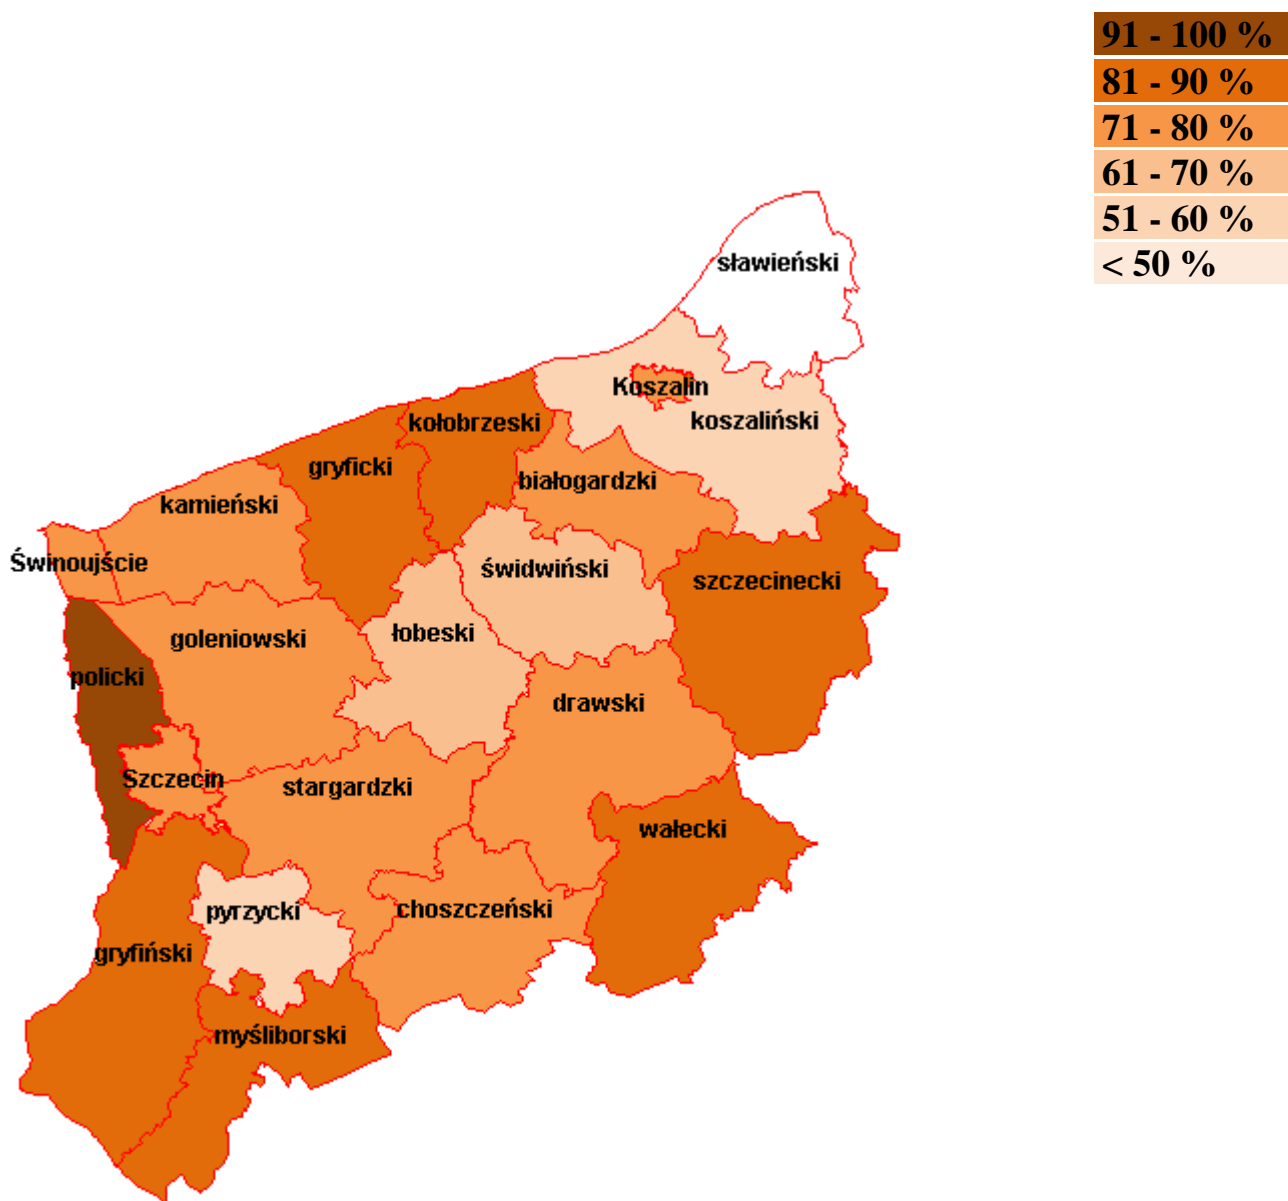 91 - 100 %
81 - 90 %
71 - 80 %
61 - 70 %
51 - 60 %
< 50 %
sławieński
Koszalin
kołobrzeski
koszaliński
gryficki
białogardzki
kamieński
Świnoujście
świdwiński
szczecinecki
goleniowski
łobeski
policki
drawski
Szczecin
stargardzki
wałecki
choszczeński
pyrzycki
gryfiński
myśliborski